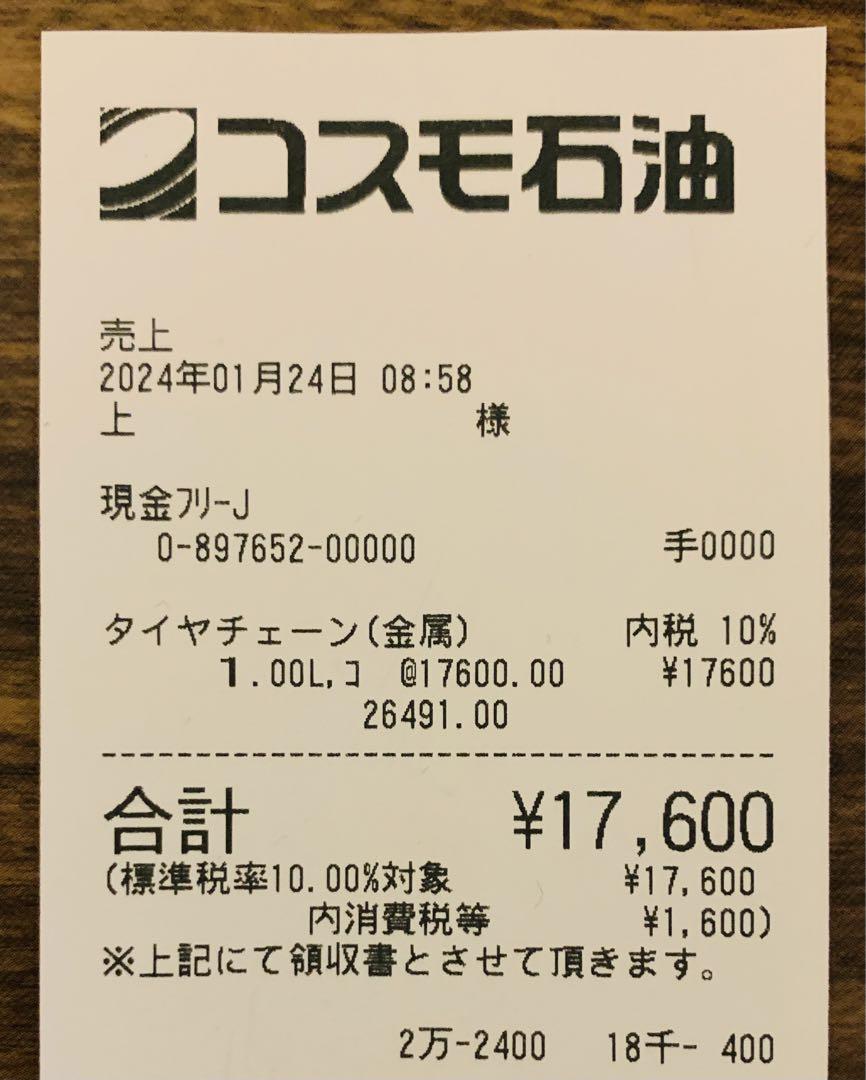 コスモ石油
売上
2024年01月24日 08:58
上 様
現金フリーJ
0-897652-00000 手0000
タイヤチェーン(金属) 内税 10%
1.00L,コ @17600.00 ¥17600
26491.00
合計 ¥17,600
(標準税率10.00%対象 ¥17,600
内消費税等 ¥1,600)
※上記にて領収書とさせて頂きます。
2万-2400 18千- 400